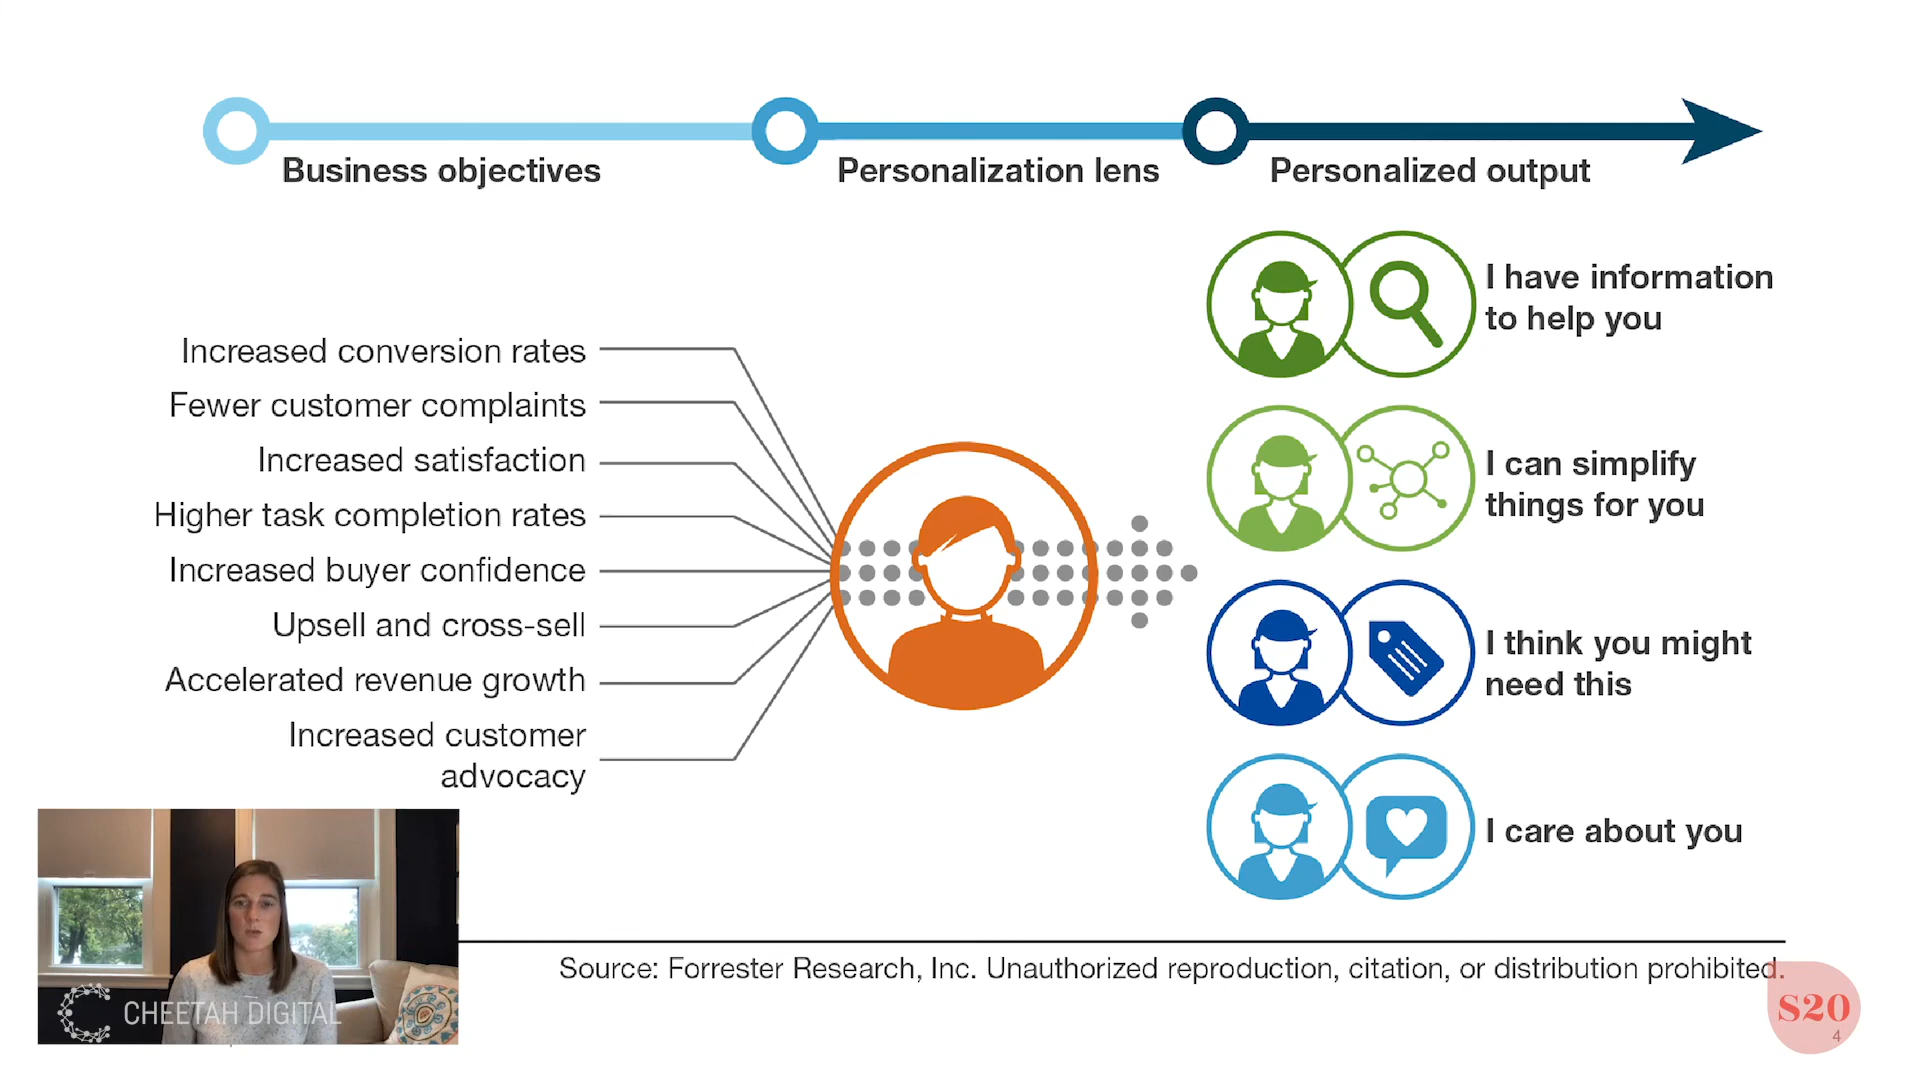 Business objectives
Personalization lens
Personalized output
Increased conversion rates
Fewer customer complaints
Increased satisfaction
Higher task completion rates
Increased buyer confidence
Upsell and cross-sell
Accelerated revenue growth
Increased customer
advocacy
I have information
to help you
I can simplify
things for you
I think you might
need this
I care about you
Source: Forrester Research, Inc. Unauthorized reproduction, citation, or distribution prohibited.
CHEETAH DIGITAL
S20
4